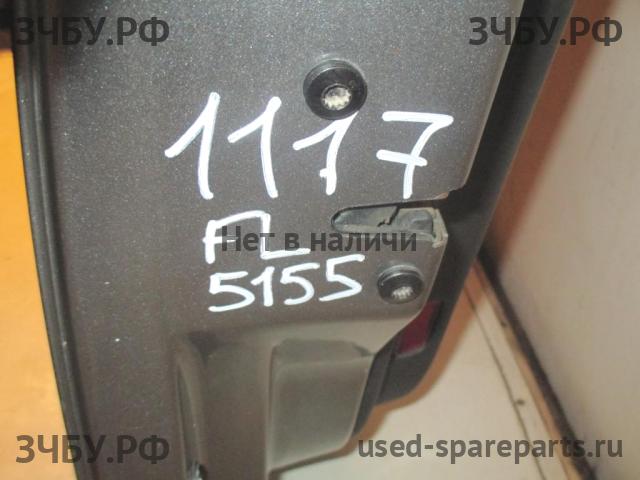 ЗЧБУ.РФ ЗЧБУ.РФ
1117
FL
Нет в наличи
5155
ЗЧБУ.РФ used-spareparts.ru